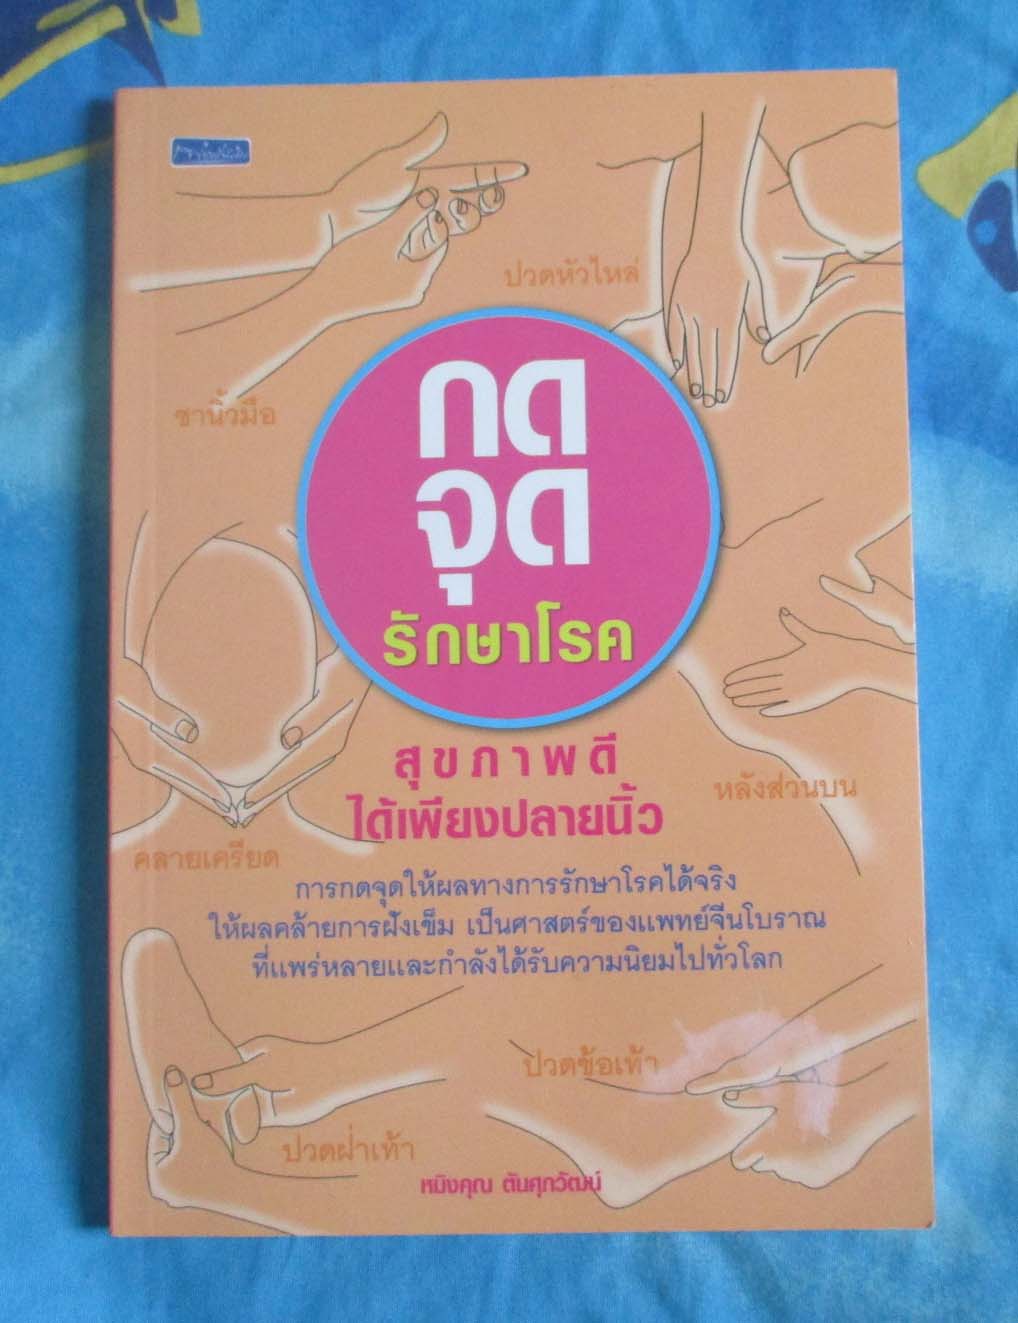 ปวดหัวไหล่
ชานิ้วมือ
กด
จุด
รักษาโรค
สุขภาพดี
ได้เพียงปลายนิ้ว
หลังส่วนบน
คลายเครียด
การกดจุดให้ผลทางการรักษาโรคได้จริง
ให้ผลคล้ายการฝังเข็ม เป็นศาสตร์ของแพทย์จีนโบราณ
ที่แพร่หลายและกำลังได้รับความนิยมไปทั่วโลก
ปวดข้อเท้า
ปวดฝ่าเท้า
หมิงคุณ ตันศุภวัฒน์